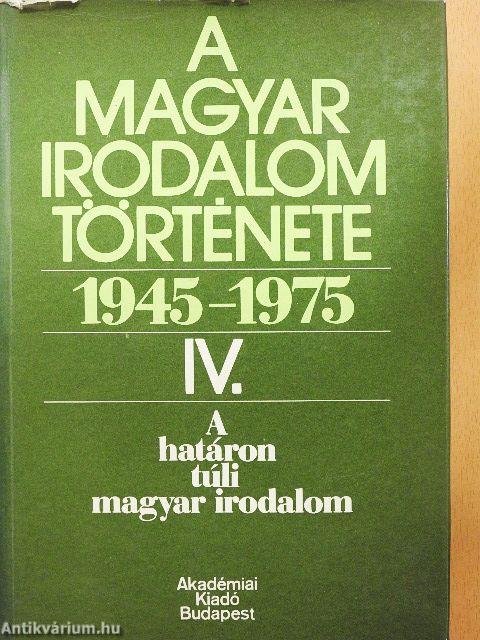 A
MAGYAR
IRODALOM
TÖRTÉNETE
1945–1975
IV.
A
határon
túli
magyar irodalom
Akadémiai
Kiadó
Budapest
Antikvárium.hu